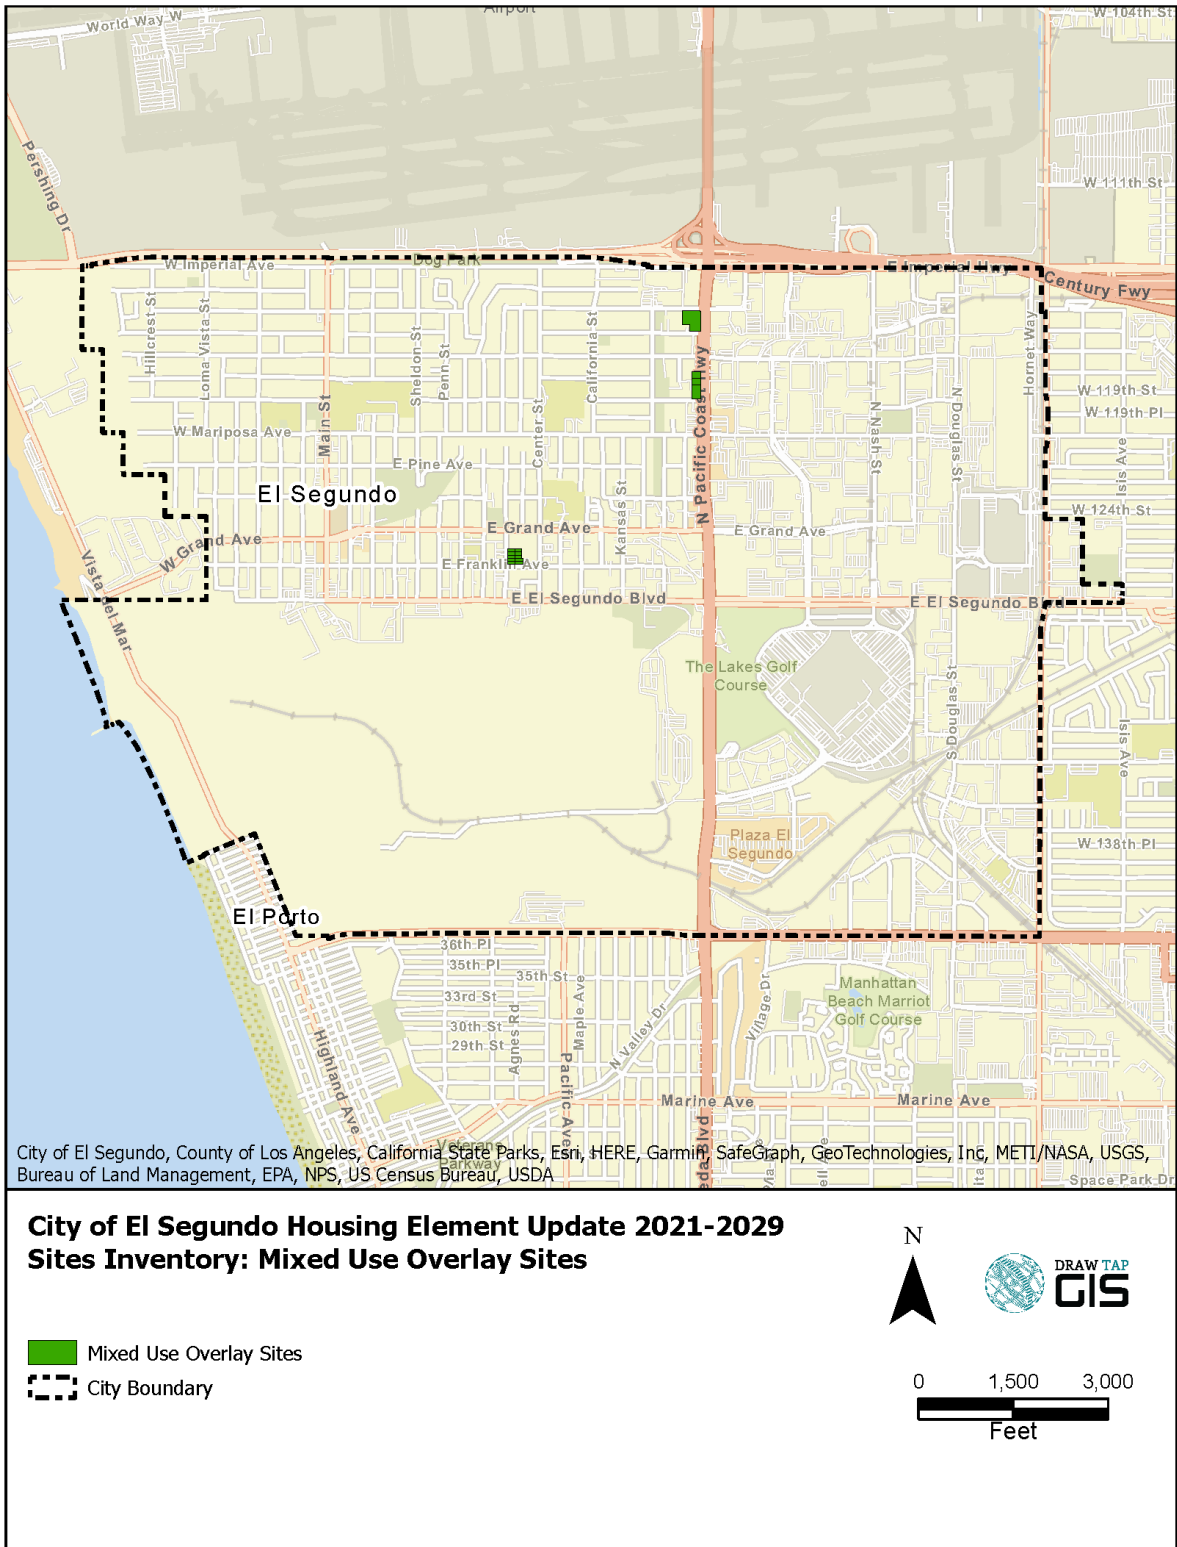 Airport
World Way W
W 104th St
Pershing Dr
W 111th St
W Imperial Ave
Dog Park
E Imperial Hwy
Century Fwy
Hillcrest St
Loma Vista St
Main St
Sheldon St
Penn St
Center St
California St
N Pacific Coast Hwy
N Nash St
N Douglas St
Hornet Way
W 119th St
W 119th Pl
Isis Ave
W Mariposa Ave
E Pine Ave
El Segundo
Kansas St
W 124th St
E Grand Ave
E Grand Ave
W Grand Ave
E Franklin Ave
Vista del Mar
E El Segundo Blvd
E El Segundo Blvd
The Lakes Golf
Course
S Douglas St
Isis Ave
Plaza El
Segundo
W 138th Pl
El Porto
36th Pl
35th Pl
35th St
33rd St
30th St
29th St
Agnes Rd
Maple Ave
Pacific Ave
N Valley Dr
Village Dr
Manhattan
Beach Marriot
Golf Course
Highland Ave
Marine Ave
Marine Ave
Veterans
Parkway
eda Blvd
Space Park Dr
City of El Segundo, County of Los Angeles, California State Parks, Esri, HERE, Garmin, SafeGraph, GeoTechnologies, Inc, METI/NASA, USGS,
Bureau of Land Management, EPA, NPS, US Census Bureau, USDA
City of El Segundo Housing Element Update 2021-2029
Sites Inventory: Mixed Use Overlay Sites
N
DRAW TAP
GIS
Mixed Use Overlay Sites
City Boundary
0 1,500 3,000
Feet